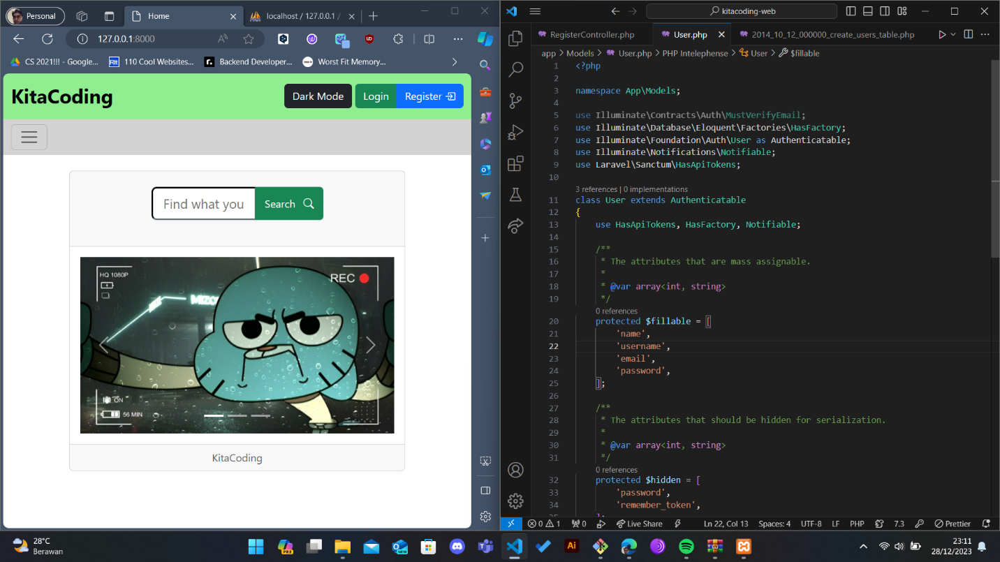 Personal
Home
localhost / 127.0.0.1 /
127.0.0.1:8000
CS 2021!!! - Google...
110 Cool Websites...
Backend Developer...
Worst Fit Memory...
KitaCoding
Dark Mode
Login
Register
Find what you
Search
HQ 1080P
REC
ON
56 MIN
KitaCoding
kitacoding-web
RegisterController.php
User.php
2014_10_12_000000_create_users_table.php
app > Models > User.php > PHP Intelephense > User > $fillable
1 <?php
2
3 namespace App\Models;
4
5 use Illuminate\Contracts\Auth\MustVerifyEmail;
6 use Illuminate\Database\Eloquent\Factories\HasFactory;
7 use Illuminate\Foundation\Auth\User as Authenticatable;
8 use Illuminate\Notifications\Notifiable;
9 use Laravel\Sanctum\HasApiTokens;
10
3 references | 0 implementations
11 class User extends Authenticatable
12 {
13 use HasApiTokens, HasFactory, Notifiable;
14
15 /**
16 * The attributes that are mass assignable.
17 *
18 * @var array<int, string>
19 */
0 references
20 protected $fillable = [
21 'name',
22 'username',
23 'email',
24 'password',
25 ];
26
27 /**
28 * The attributes that should be hidden for serialization.
29 *
30 * @var array<int, string>
31 */
0 references
32 protected $hidden = [
33 'password',
34 'remember_token',
0 1 0 Live Share Ln 22, Col 13 Spaces: 4 UTF-8 LF PHP 7.3 Prettier
28°C
Berawan
PRE
NEW
Ai
23:11
28/12/2023